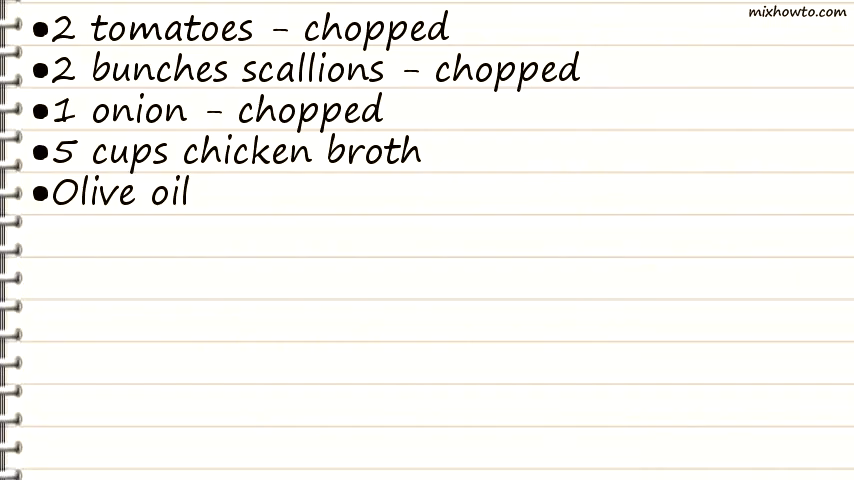 mixhowto.com
•2 tomatoes - chopped
•2 bunches scallions - chopped
•1 onion - chopped
•5 cups chicken broth
•Olive oil